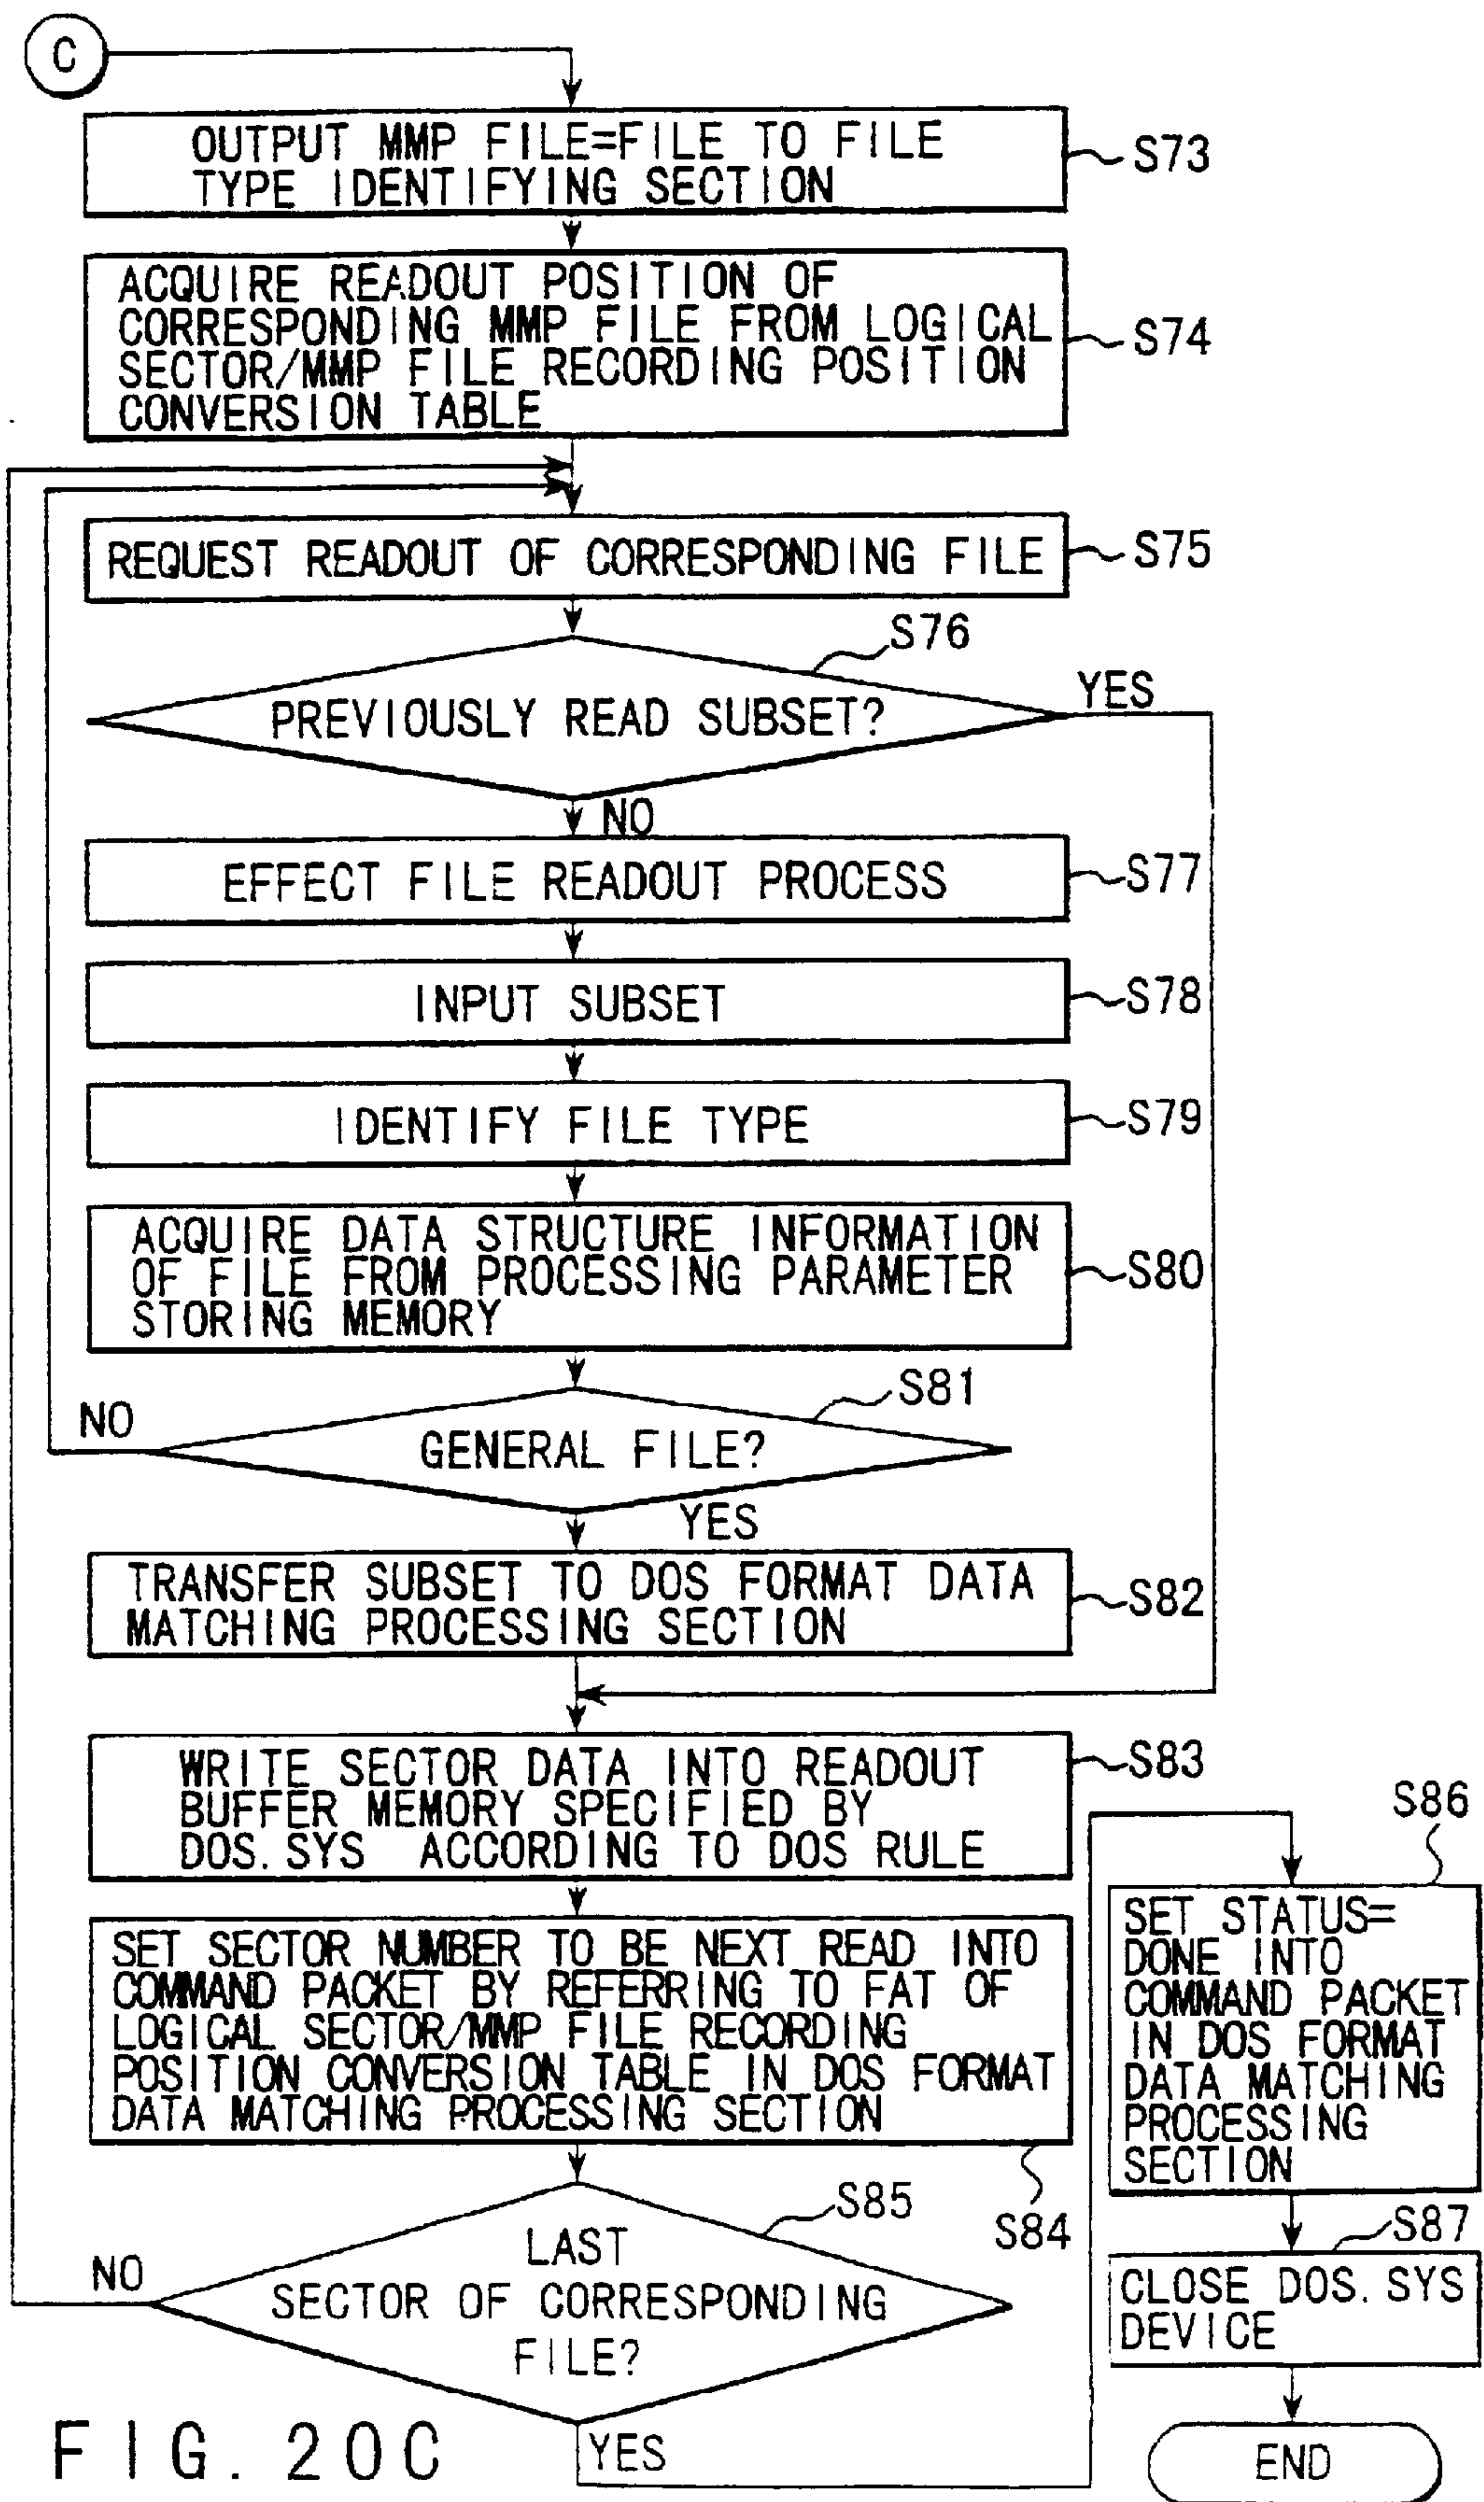 C
OUTPUT MMP FILE=FILE TO FILE
TYPE IDENTIFYING SECTION
S73
ACQUIRE READOUT POSITION OF
CORRESPONDING MMP FILE FROM LOGICAL
SECTOR/MMP FILE RECORDING POSITION
CONVERSION TABLE
S74
REQUEST READOUT OF CORRESPONDING FILE
S75
S76
PREVIOUSLY READ SUBSET?
YES
NO
EFFECT FILE READOUT PROCESS
S77
INPUT SUBSET
S78
IDENTIFY FILE TYPE
S79
ACQUIRE DATA STRUCTURE INFORMATION
OF FILE FROM PROCESSING PARAMETER
STORING MEMORY
S80
S81
NO
GENERAL FILE?
YES
TRANSFER SUBSET TO DOS FORMAT DATA
MATCHING PROCESSING SECTION
S82
WRITE SECTOR DATA INTO READOUT
BUFFER MEMORY SPECIFIED BY
DOS.SYS ACCORDING TO DOS RULE
S83
SET SECTOR NUMBER TO BE NEXT READ INTO
COMMAND PACKET BY REFERRING TO FAT OF
LOGICAL SECTOR/MMP FILE RECORDING
POSITION CONVERSION TABLE IN DOS FORMAT
DATA MATCHING PROCESSING SECTION
S84
S85
NO
LAST
SECTOR OF CORRESPONDING
FILE?
YES
S86
SET STATUS=
DONE INTO
COMMAND PACKET
IN DOS FORMAT
DATA MATCHING
PROCESSING
SECTION
S87
CLOSE DOS.SYS
DEVICE
END
FIG. 20C